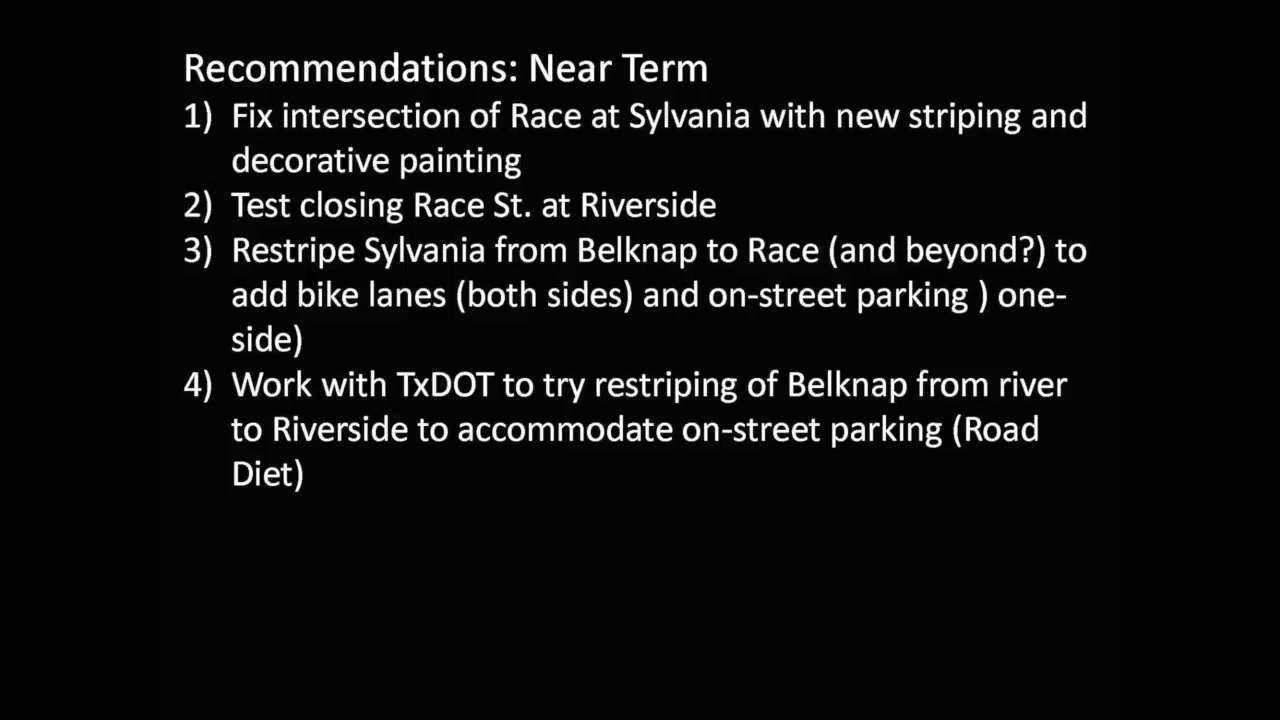 Recommendations: Near Term
1) Fix intersection of Race at Sylvania with new striping and
decorative painting
2) Test closing Race St. at Riverside
3) Restripe Sylvania from Belknap to Race (and beyond?) to
add bike lanes (both sides) and on-street parking ) one-
side)
4) Work with TxDOT to try restriping of Belknap from river
to Riverside to accommodate on-street parking (Road
Diet)